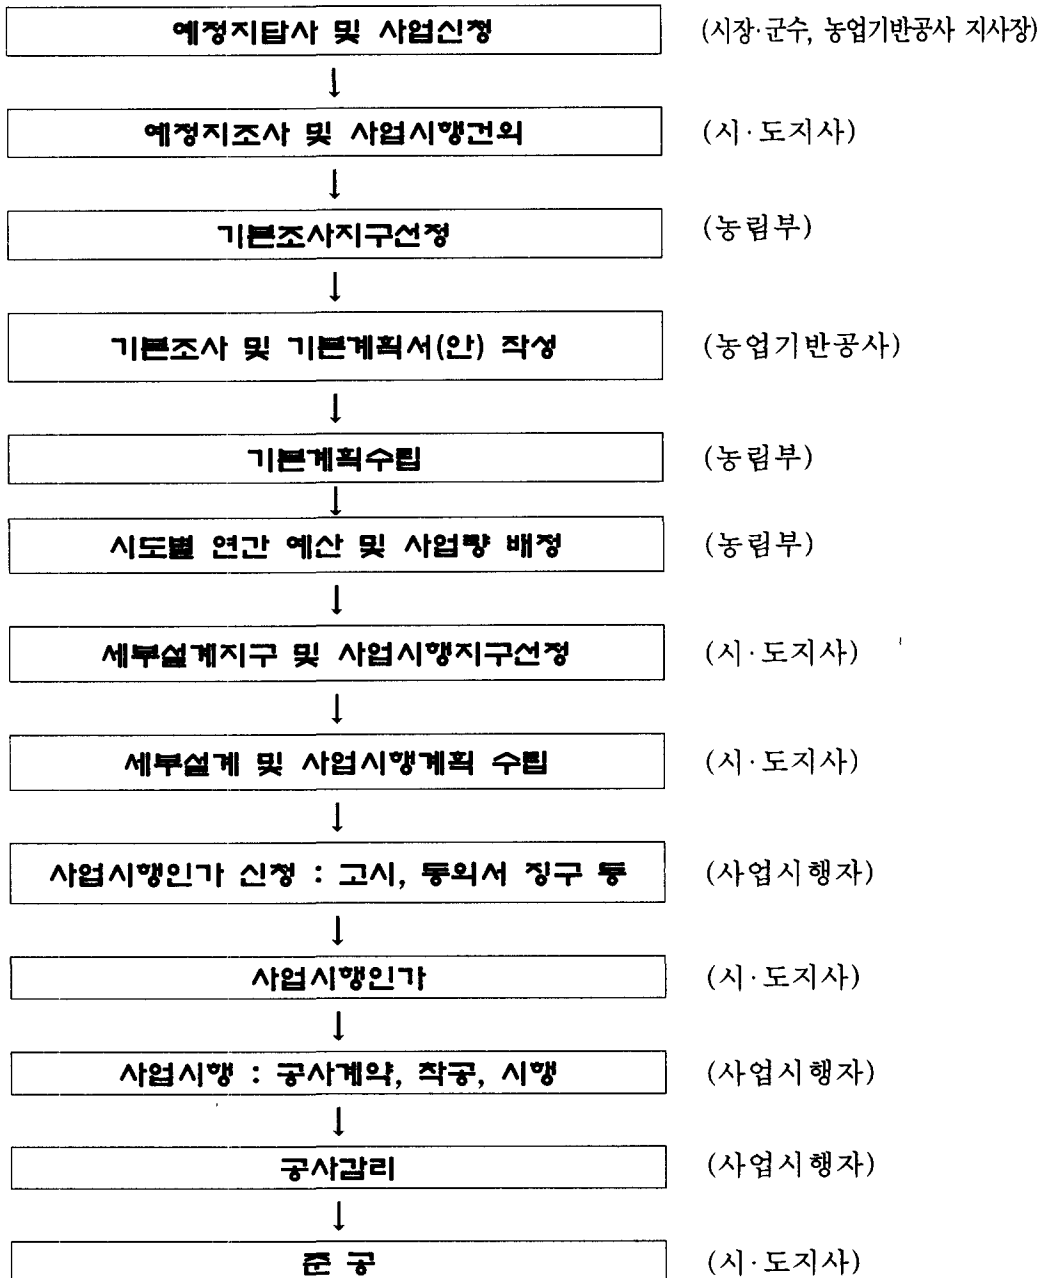 예정지답사 및 사업신청 (시장·군수, 농업기반공사 지사장)
↓
예정지조사 및 사업시행건의 (시·도지사)
↓
기본조사지구선정 (농림부)
↓
기본조사 및 기본계획서(안) 작성 (농업기반공사)
↓
기본계획수립 (농림부)
↓
시도별 연간 예산 및 사업량 배정 (농림부)
↓
세부설계지구 및 사업시행지구선정 (시·도지사)
↓
세부설계 및 사업시행계획 수립 (시·도지사)
↓
사업시행인가 신청 : 고시, 동의서 징구 등 (사업시행자)
↓
사업시행인가 (시·도지사)
↓
사업시행 : 공사계약, 착공, 시행 (사업시행자)
↓
공사감리 (사업시행자)
↓
준 공 (시·도지사)